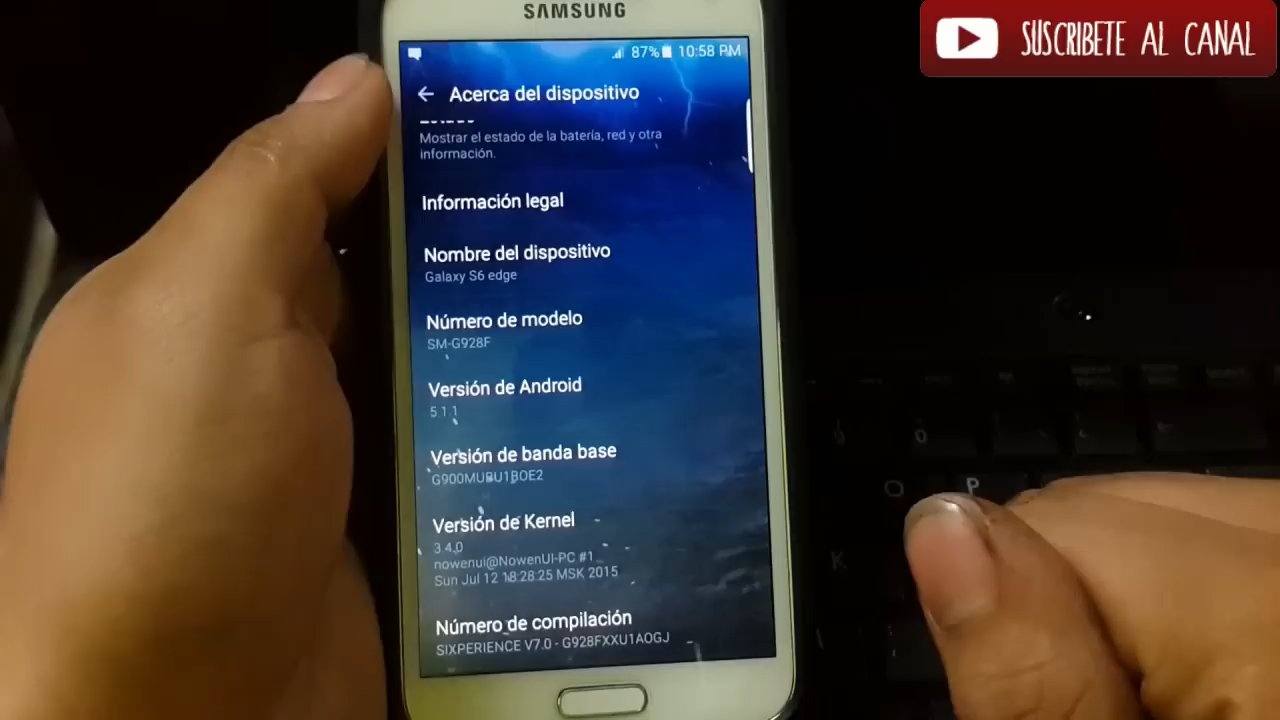 SAMSUNG
SUSCRIBETE AL CANAL
87% 10:58 PM
Acerca del dispositivo
Mostrar el estado de la batería, red y otra
información.
Información legal
Nombre del dispositivo
Galaxy S6 edge
Número de modelo
SM-G928F
Versión de Android
5.1.1
Versión de banda base
G900MUBU1BOE2
Versión de Kernel
3.4.0
nowenui@NowenUI-PC #1
Sun Jul 12 18:28:25 MSK 2015
Número de compilación
SIXPERIENCE V7.0 - G928FXXU1AOGJ
O P
K